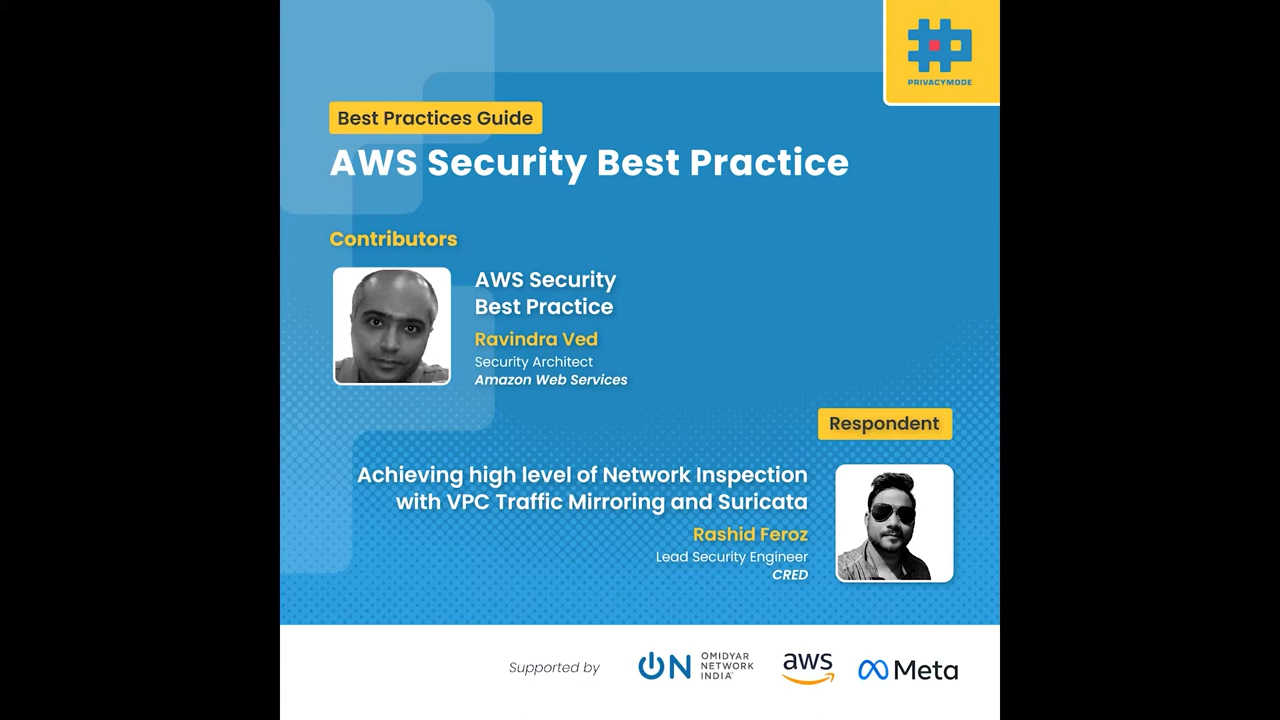 PRIVACYMODE
Best Practices Guide
AWS Security Best Practice
Contributors
AWS Security
Best Practice
Ravindra Ved
Security Architect
Amazon Web Services
Respondent
Achieving high level of Network Inspection
with VPC Traffic Mirroring and Suricata
Rashid Feroz
Lead Security Engineer
CRED
Supported by
ON
OMIDYAR
NETWORK
INDIA
aws
Meta